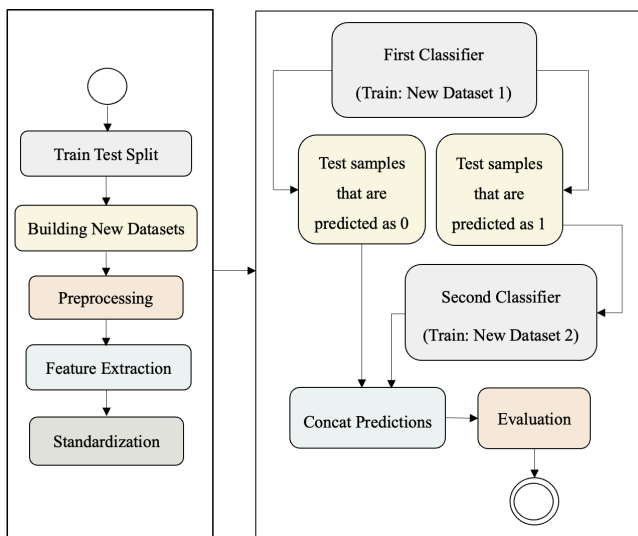 Train Test Split
Building New Datasets
Preprocessing
Feature Extraction
Standardization
First Classifier
(Train: New Dataset 1)
Test samples
that are
predicted as 0
Test samples
that are
predicted as 1
Second Classifier
(Train: New Dataset 2)
Concat Predictions
Evaluation